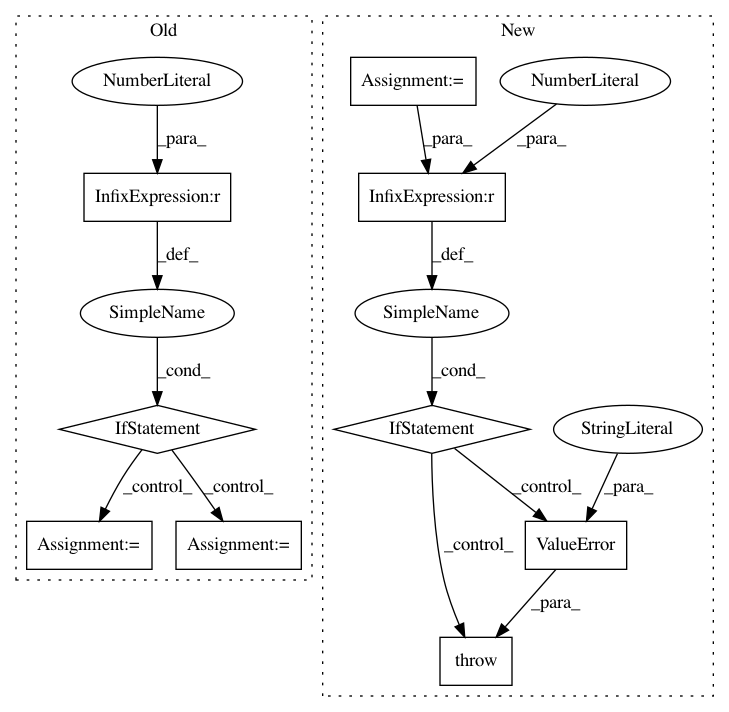 Old
New
NumberLiteral
Assignment:=
NumberLiteral
_para_
_para_
_para_
InfixExpression:r
InfixExpression:r
_def_
_def_
SimpleName
SimpleName
_cond_
_cond_
IfStatement
IfStatement
StringLiteral
_control_
_control_
_control_
_para_
Assignment:=
Assignment:=
_control_
ValueError
_para_
throw